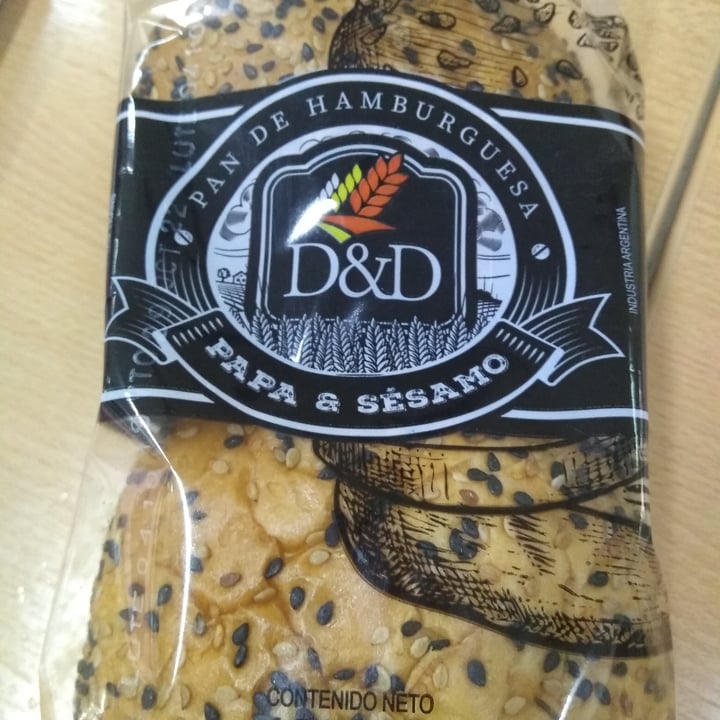 PAN DE HAMBURGUESA
D&D
PAPA & SÉSAMO
INDUSTRIA ARGENTINA
CONTENIDO NETO